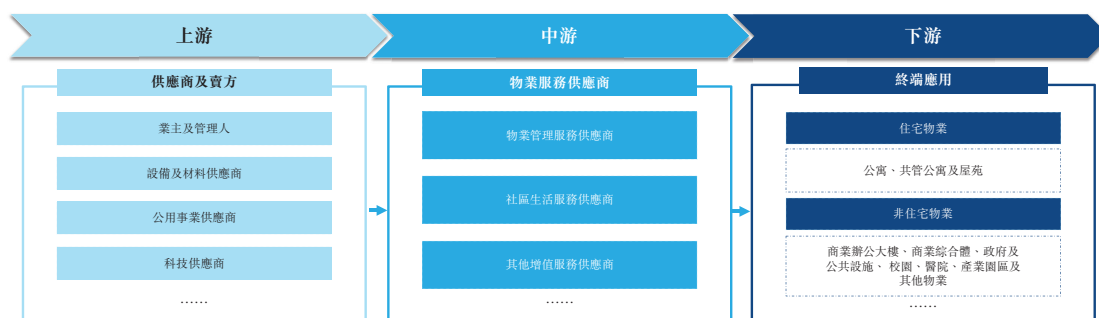 上游
中游
下游
供應商及賣方
業主及管理人
設備及材料供應商
公用事業供應商
科技供應商
……
物業服務供應商
物業管理服務供應商
社區生活服務供應商
其他增值服務供應商
……
終端應用
住宅物業
公寓、共管公寓及屋苑
非住宅物業
商業辦公大樓、商業綜合體、政府及
公共設施、 校園、醫院、產業園區及
其他物業
……